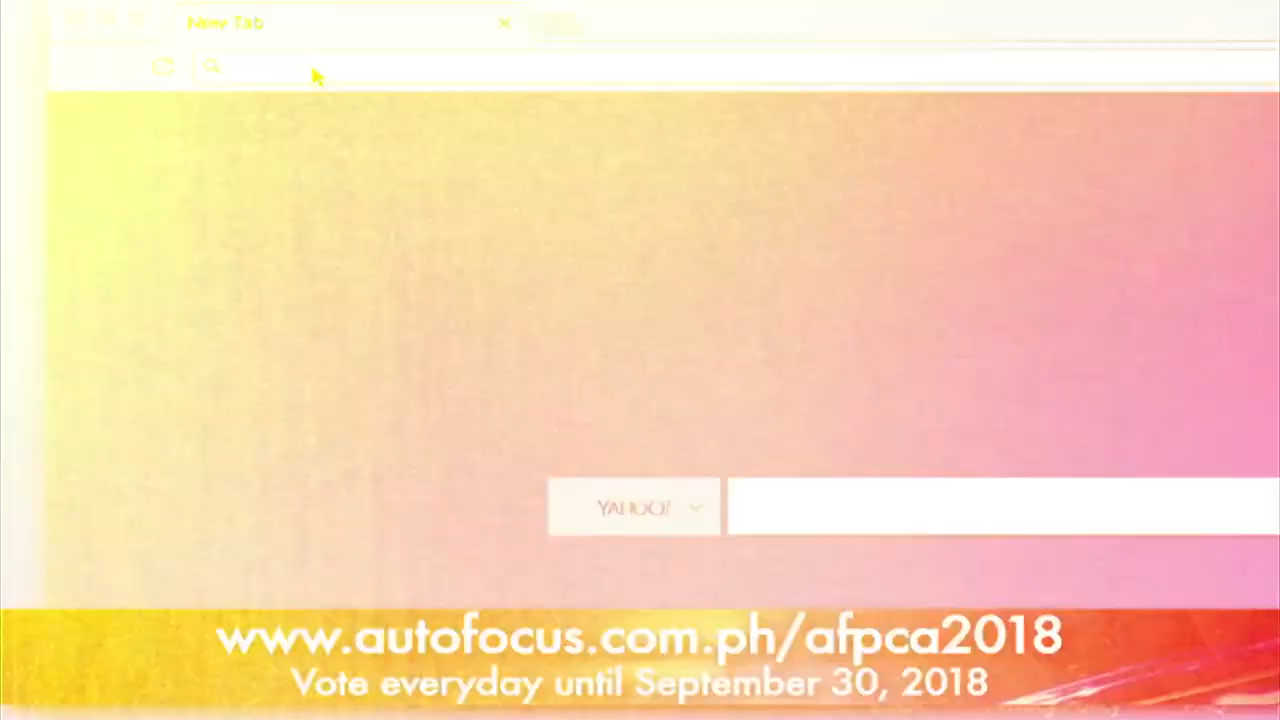 New Tab
YAHOO!
www.autofocus.com.ph/afpca2018
Vote everyday until September 30, 2018